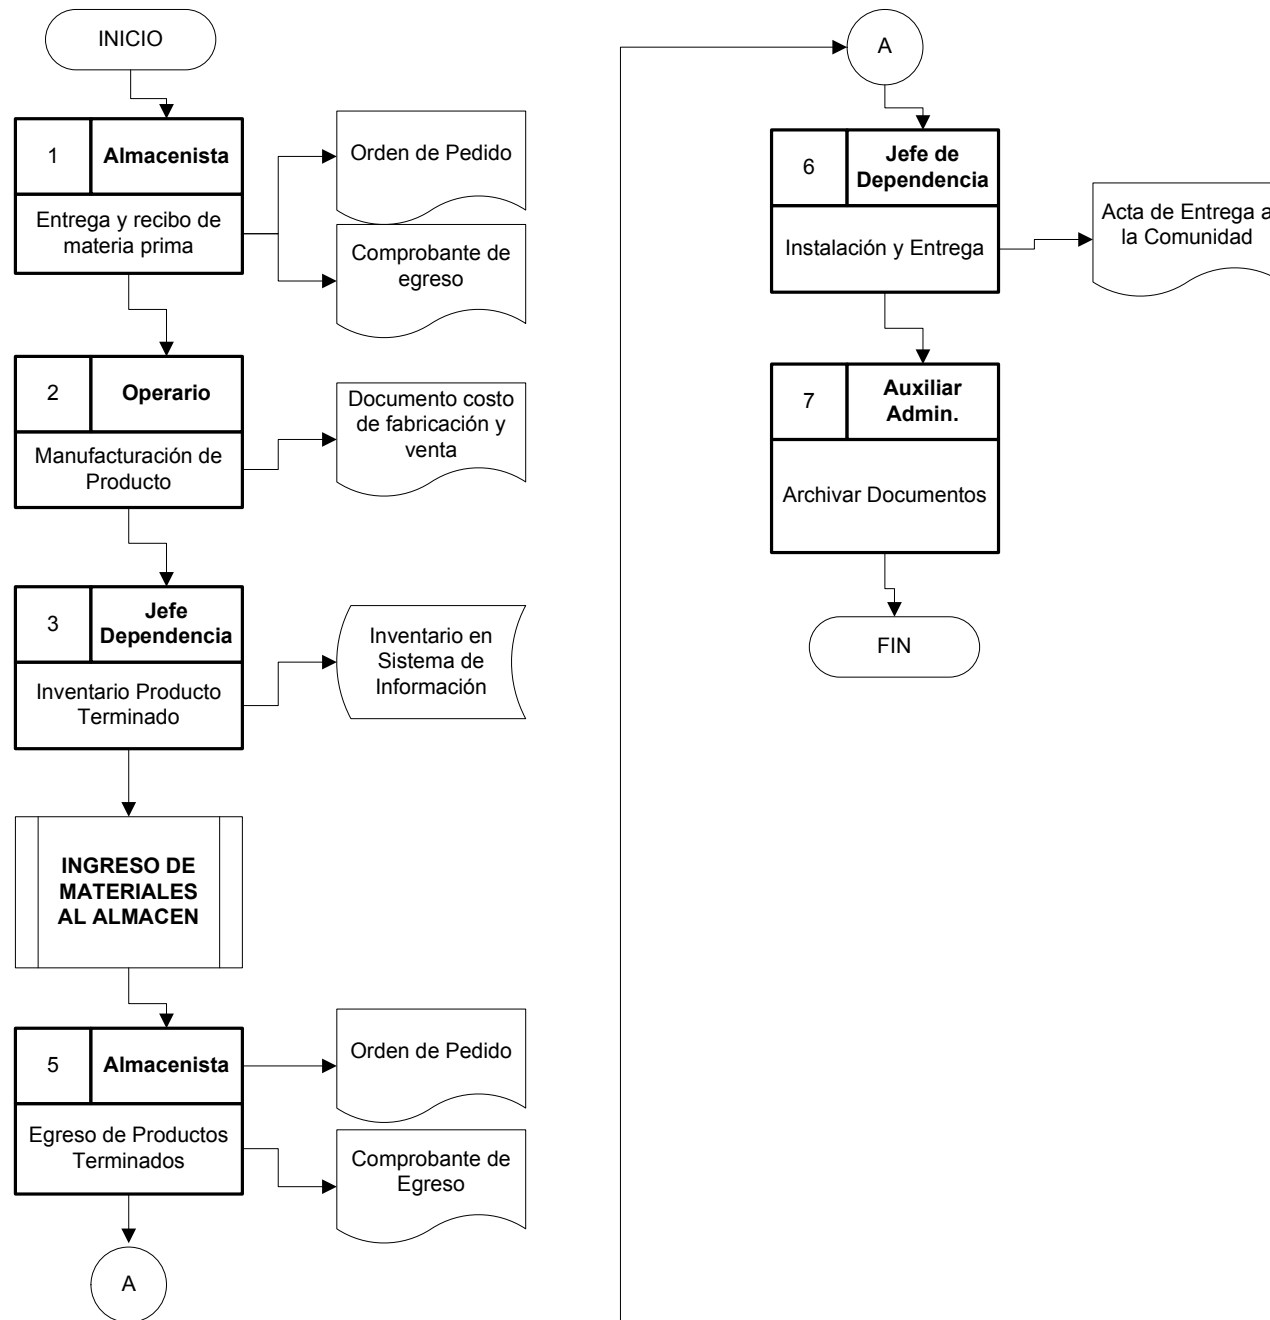 INICIO
1
Almacenista
Entrega y recibo de
materia prima
Orden de Pedido
Comprobante de
egreso
2
Operario
Manufacturación de
Producto
Documento costo
de fabricación y
venta
3
Jefe
Dependencia
Inventario Producto
Terminado
Inventario en
Sistema de
Información
INGRESO DE
MATERIALES
AL ALMACEN
5
Almacenista
Egreso de Productos
Terminados
Orden de Pedido
Comprobante de
Egreso
A
A
6
Jefe de
Dependencia
Instalación y Entrega
Acta de Entrega a
la Comunidad
7
Auxiliar
Admin.
Archivar Documentos
FIN